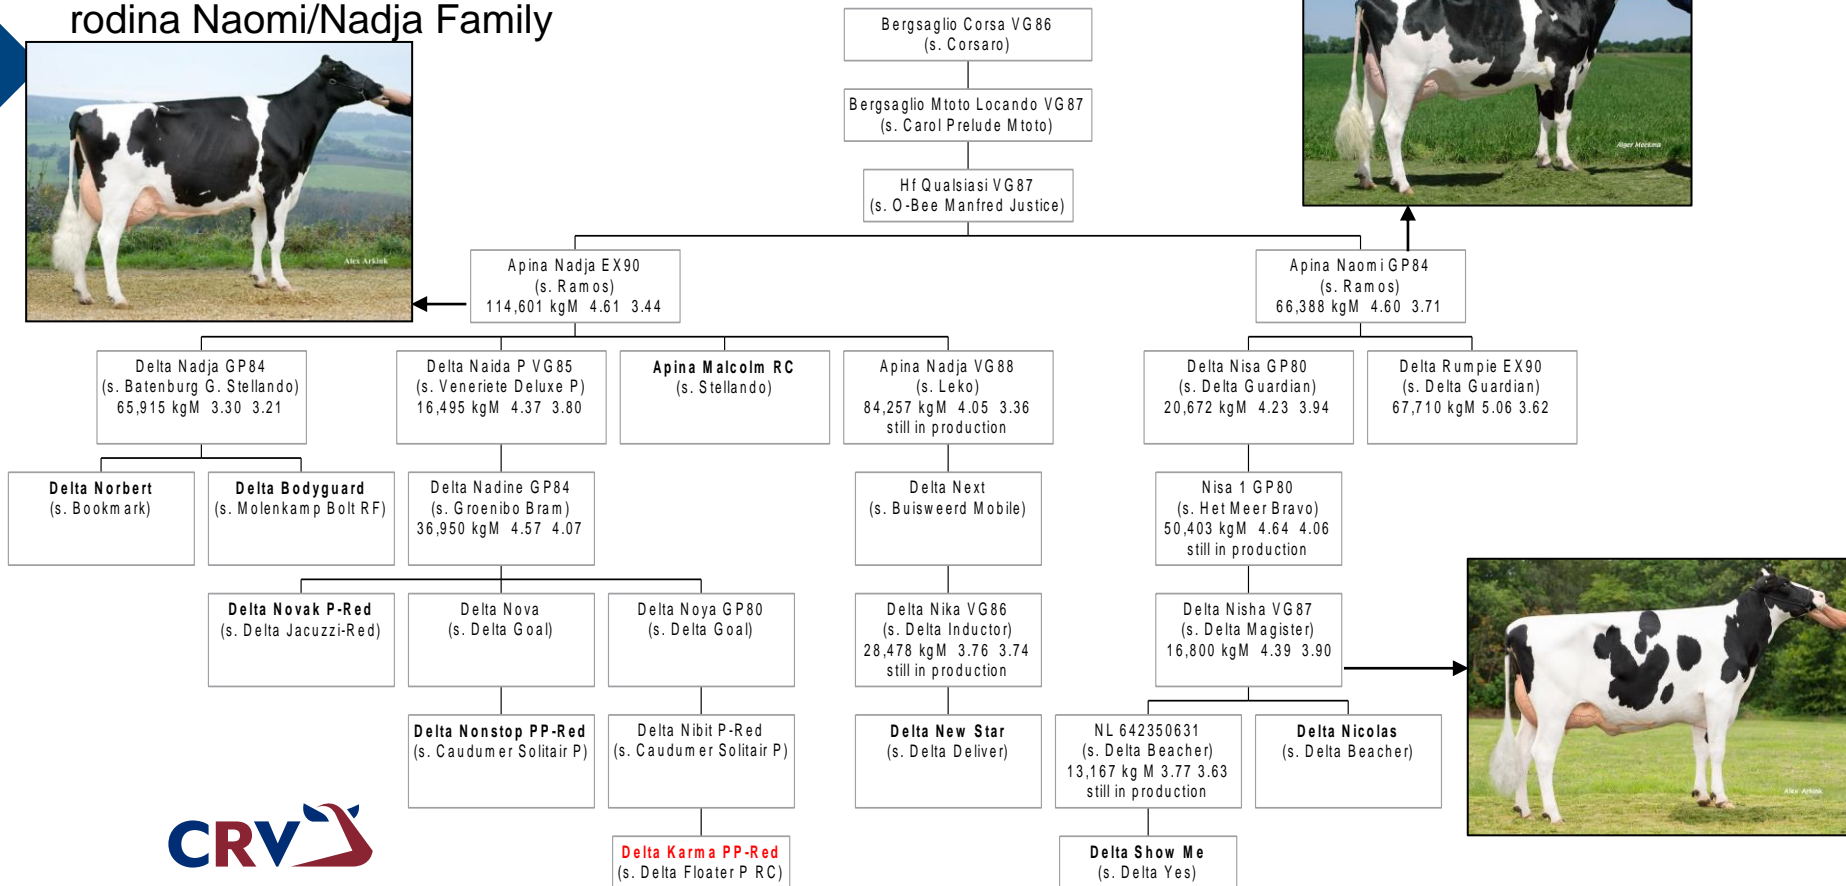 rodina Naomi/Nadja Family
Bergsaglio Corsa VG86
(s. Corsaro)
Bergsaglio Mtoto Locando VG87
(s. Carol Prelude Mtoto)
Hf Qualsiasi VG87
(s. O-Bee Manfred Justice)
Alex Arkink
Alger Meekma
Apina Nadja EX90
(s. Ramos)
114,601 kgM 4.61 3.44
Apina Naomi GP84
(s. Ramos)
66,388 kgM 4.60 3.71
Delta Nadja GP84
(s. Batenburg G. Stellando)
65,915 kgM 3.30 3.21
Delta Naida P VG85
(s. Veneriete Deluxe P)
16,495 kgM 4.37 3.80
Apina Malcolm RC
(s. Stellando)
Apina Nadja VG88
(s. Leko)
84,257 kgM 4.05 3.36
still in production
Delta Nisa GP80
(s. Delta Guardian)
20,672 kgM 4.23 3.94
Delta Rumpie EX90
(s. Delta Guardian)
67,710 kgM 5.06 3.62
Delta Norbert
(s. Bookmark)
Delta Bodyguard
(s. Molenkamp Bolt RF)
Delta Nadine GP84
(s. Groenibo Bram)
36,950 kgM 4.57 4.07
Delta Next
(s. Buisweerd Mobile)
Nisa 1 GP80
(s. Het Meer Bravo)
50,403 kgM 4.64 4.06
still in production
Delta Novak P-Red
(s. Delta Jacuzzi-Red)
Delta Nova
(s. Delta Goal)
Delta Noya GP80
(s. Delta Goal)
Delta Nika VG86
(s. Delta Inductor)
28,478 kgM 3.76 3.74
still in production
Delta Nisha VG87
(s. Delta Magister)
16,800 kgM 4.39 3.90
Alex Arkink
Delta Nonstop PP-Red
(s. Caudumer Solitair P)
Delta Nibit P-Red
(s. Caudumer Solitair P)
Delta New Star
(s. Delta Deliver)
NL 642350631
(s. Delta Beacher)
13,167 kg M 3.77 3.63
still in production
Delta Nicolas
(s. Delta Beacher)
CRV
Delta Karma PP-Red
(s. Delta Floater P RC)
Delta Show Me
(s. Delta Yes)